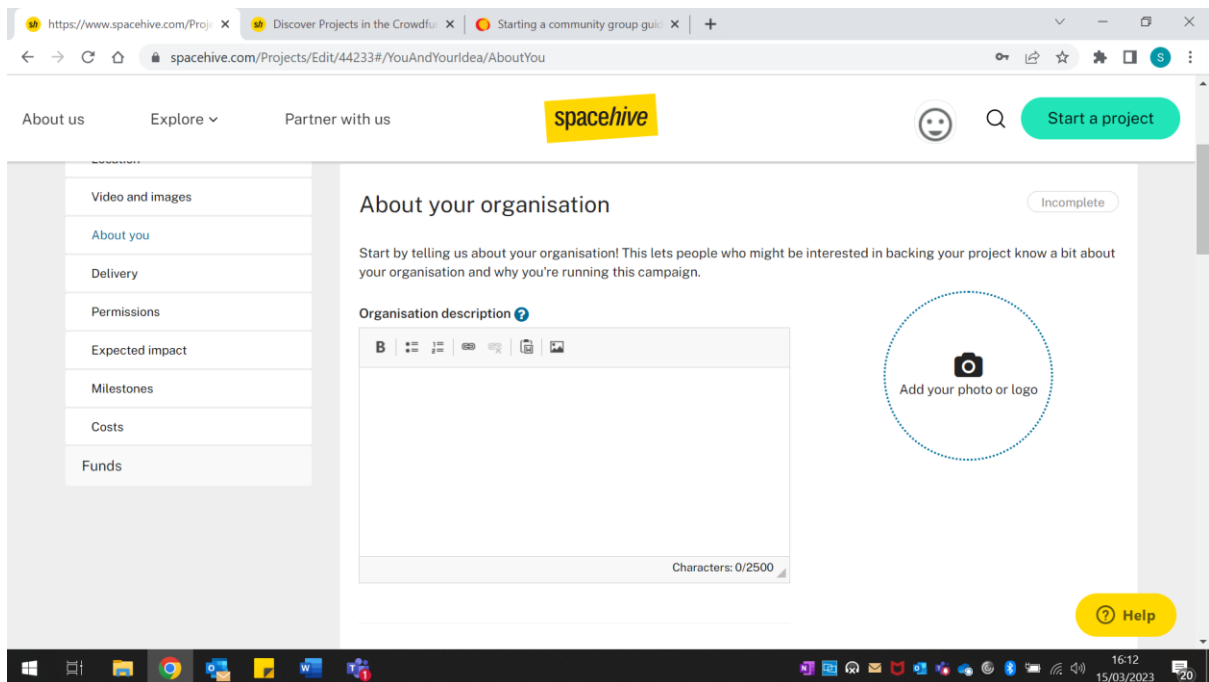 https://www.spacehive.com/Proje
Discover Projects in the Crowdfu
Starting a community group guid
spacehive.com/Projects/Edit/44233#/YouAndYourIdea/AboutYou
S
About us
Explore
Partner with us
spacehive
Start a project
Location
Video and images
About you
Delivery
Permissions
Expected impact
Milestones
Costs
Funds
About your organisation
Incomplete
Start by telling us about your organisation! This lets people who might be interested in backing your project know a bit about
your organisation and why you're running this campaign.
Organisation description
B
Characters: 0/2500
Add your photo or logo
Help
16:12
15/03/2023
20